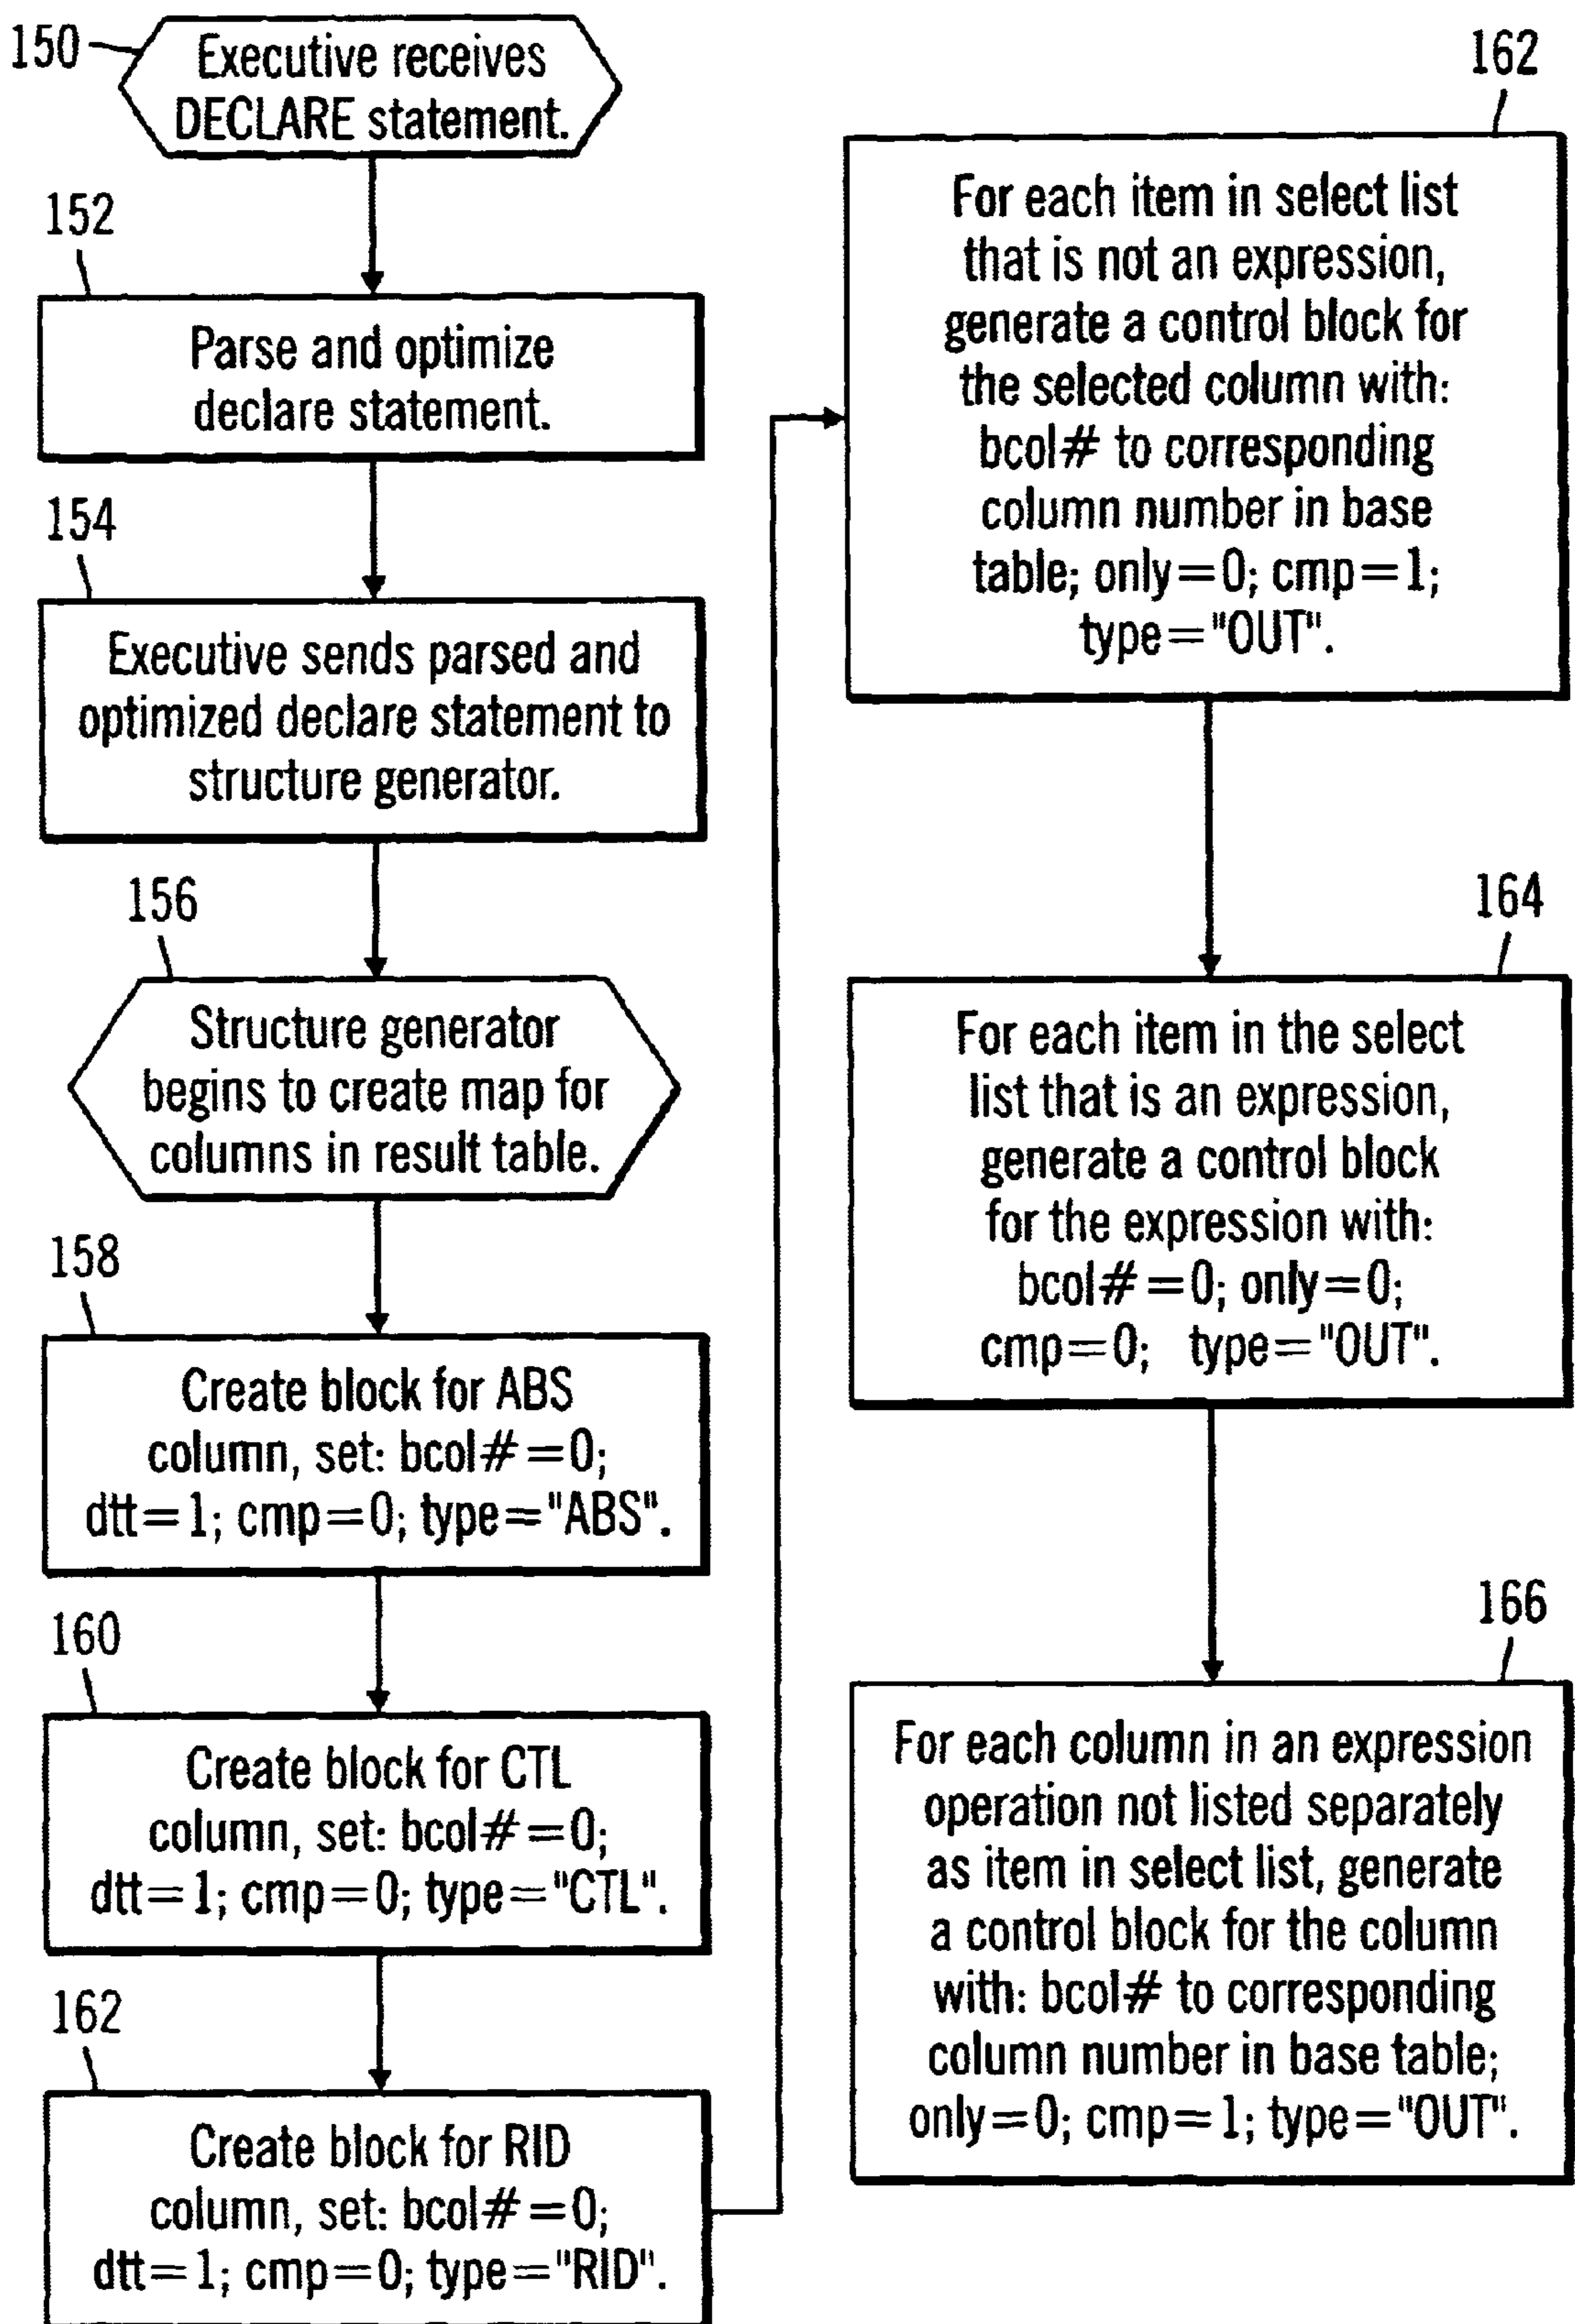 150
Executive receives
DECLARE statement.
152
Parse and optimize
declare statement.
154
Executive sends parsed and
optimized declare statement to
structure generator.
156
Structure generator
begins to create map for
columns in result table.
158
Create block for ABS
column, set: bcol#=0;
dtt=1; cmp=0; type="ABS".
160
Create block for CTL
column, set: bcol#=0;
dtt=1; cmp=0; type="CTL".
162
Create block for RID
column, set: bcol#=0;
dtt=1; cmp=0; type="RID".
162
For each item in select list
that is not an expression,
generate a control block for
the selected column with:
bcol# to corresponding
column number in base
table; only=0; cmp=1;
type="OUT".
164
For each item in the select
list that is an expression,
generate a control block
for the expression with:
bcol#=0; only=0;
cmp=0; type="OUT".
166
For each column in an expression
operation not listed separately
as item in select list, generate
a control block for the column
with: bcol# to corresponding
column number in base table;
only=0; cmp=1; type="OUT".